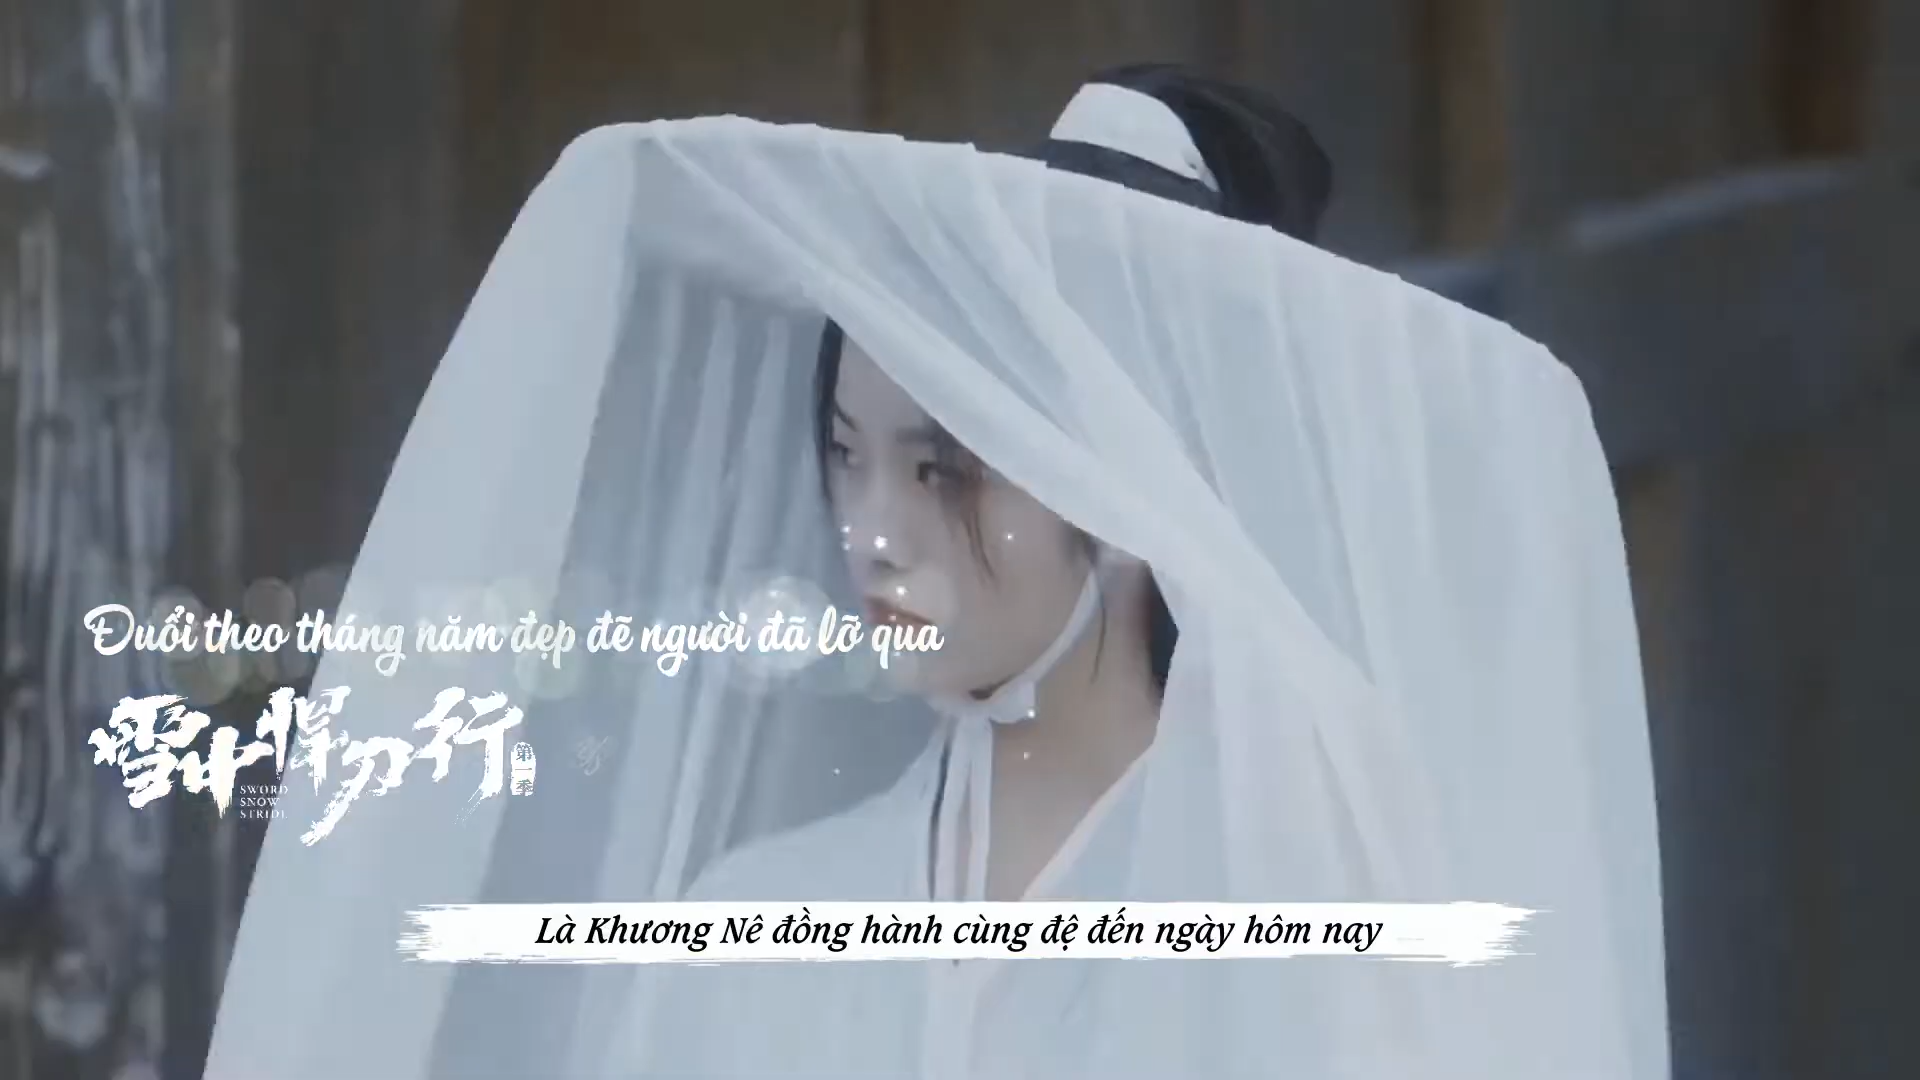 Đuổi theo tháng năm đẹp đẽ người đã lỡ qua
雪中悍刀行
第一季
SWORD
SNOW
STRIDE
Là Khương Nê đồng hành cùng đệ đến ngày hôm nay